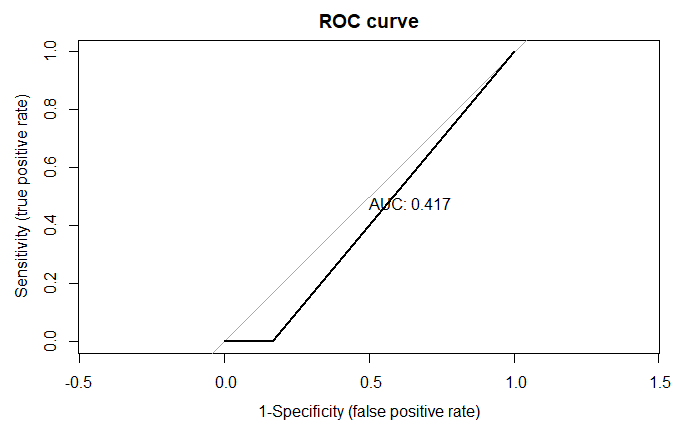 ROC curve
Sensitivity (true positive rate)
1.0
0.8
0.6
0.4
0.2
0.0
AUC: 0.417
-0.5 0.0 0.5 1.0 1.5
1-Specificity (false positive rate)